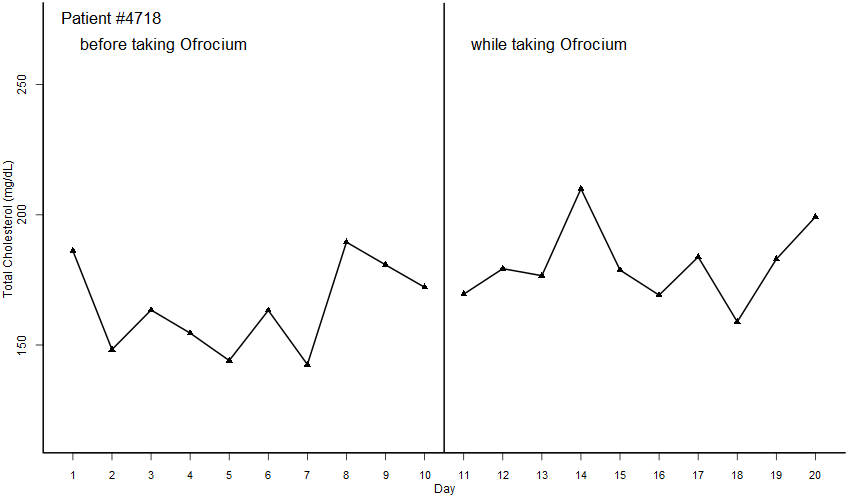 Patient #4718
before taking Ofrocium
while taking Ofrocium
Total Cholesterol (mg/dL)
250
200
150
1 2 3 4 5 6 7 8 9 10 11 12 13 14 15 16 17 18 19 20
Day